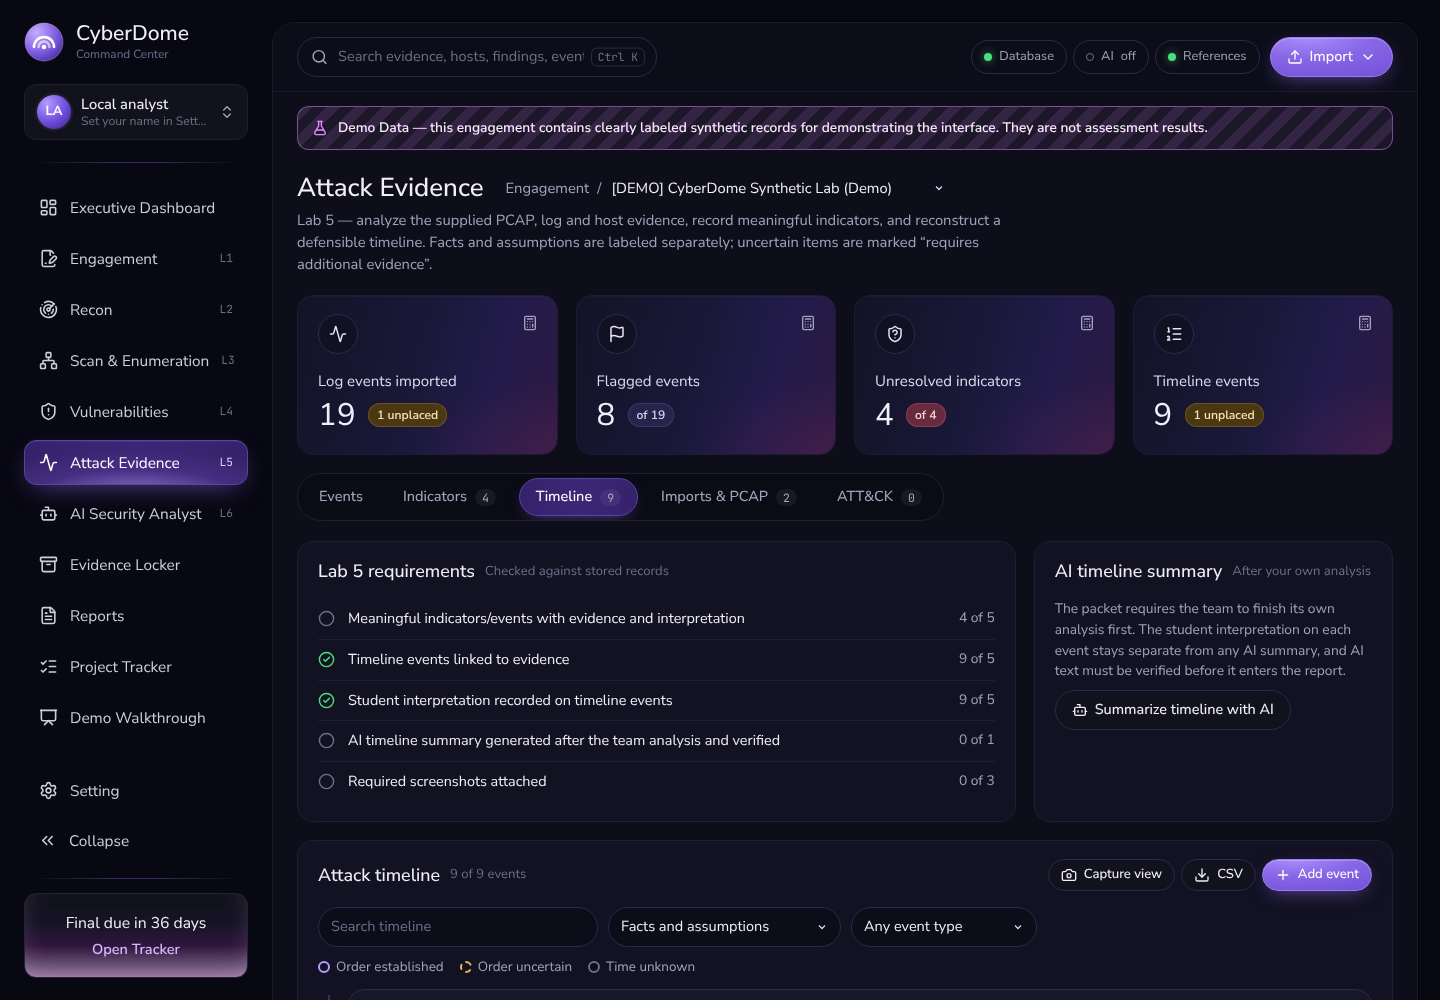 CyberDome
Command Center
LA
Local analyst
Set your name in Sett...
Executive Dashboard
Engagement L1
Recon L2
Scan & Enumeration L3
Vulnerabilities L4
Attack Evidence L5
AI Security Analyst L6
Evidence Locker
Reports
Project Tracker
Demo Walkthrough
Setting
Collapse
Final due in 36 days
Open Tracker
Search evidence, hosts, findings, event Ctrl K
Database
AI off
References
Import
Demo Data — this engagement contains clearly labeled synthetic records for demonstrating the interface. They are not assessment results.
Attack Evidence Engagement / [DEMO] CyberDome Synthetic Lab (Demo)
Lab 5 — analyze the supplied PCAP, log and host evidence, record meaningful indicators, and reconstruct a
defensible timeline. Facts and assumptions are labeled separately; uncertain items are marked “requires
additional evidence”.
Log events imported
19 1 unplaced
Flagged events
8 of 19
Unresolved indicators
4 of 4
Timeline events
9 1 unplaced
Events
Indicators 4
Timeline 9
Imports & PCAP 2
ATT&CK 0
Lab 5 requirements Checked against stored records
Meaningful indicators/events with evidence and interpretation 4 of 5
Timeline events linked to evidence 9 of 5
Student interpretation recorded on timeline events 9 of 5
AI timeline summary generated after the team analysis and verified 0 of 1
Required screenshots attached 0 of 3
AI timeline summary After your own analysis
The packet requires the team to finish its own
analysis first. The student interpretation on each
event stays separate from any AI summary, and AI
text must be verified before it enters the report.
Summarize timeline with AI
Attack timeline 9 of 9 events
Capture view
CSV
Add event
Search timeline
Facts and assumptions
Any event type
Order established
Order uncertain
Time unknown